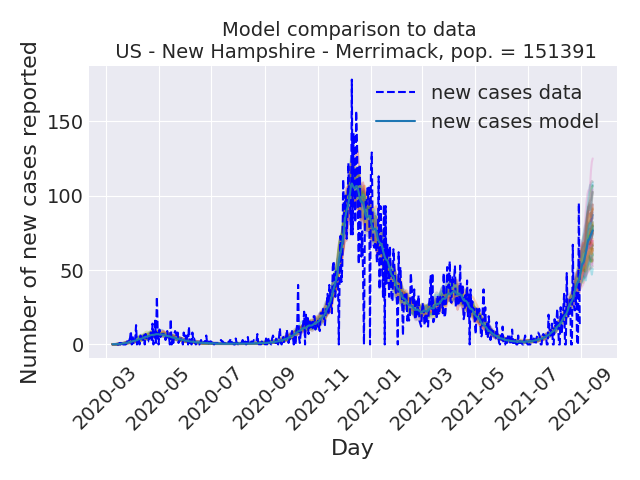 Model comparison to data
US - New Hampshire - Merrimack, pop. = 151391
Number of new cases reported
150
100
50
0
new cases data
new cases model
2020-03
2020-05
2020-07
2020-09
2020-11
2021-01
2021-03
2021-05
2021-07
2021-09
Day